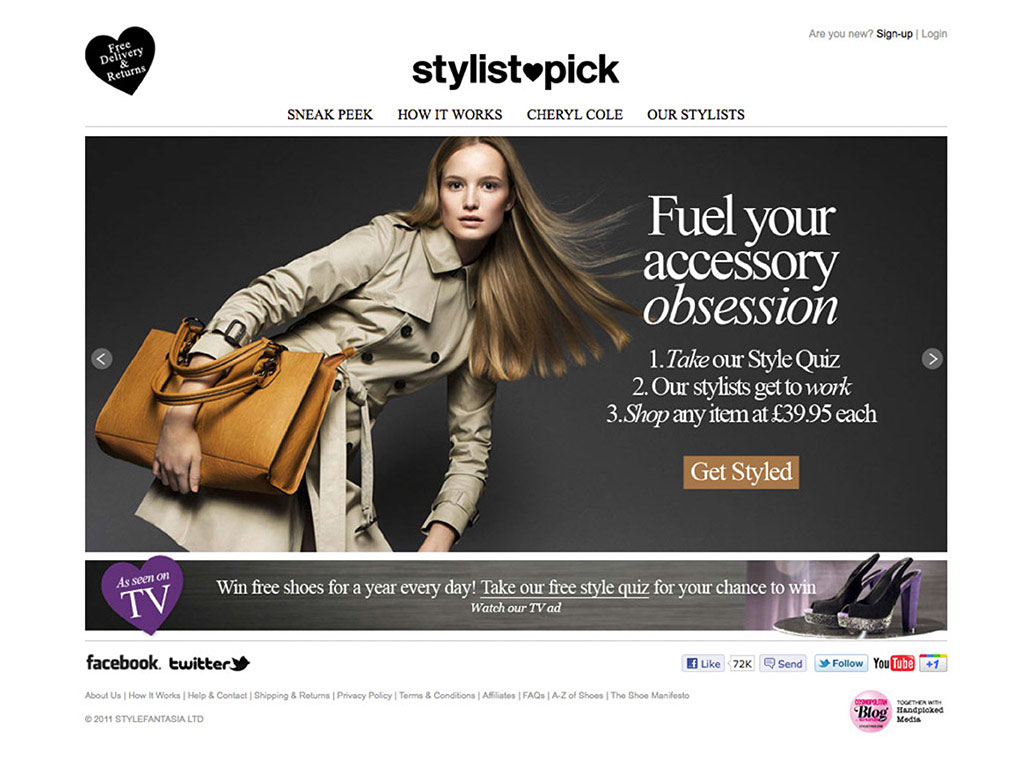 Free
Delivery
&
Returns
Are you new? Sign-up | Login
stylist♥pick
SNEAK PEEK HOW IT WORKS CHERYL COLE OUR STYLISTS
Fuel your
accessory
obsession
1. Take our Style Quiz
2. Our stylists get to work
3. Shop any item at £39.95 each
Get Styled
As seen on
TV
Win free shoes for a year every day! Take our free style quiz for your chance to win
Watch our TV ad
facebook. twitter
Like 72K Send Follow YouTube +1
About Us | How It Works | Help & Contact | Shipping & Returns | Privacy Policy | Terms & Conditions | Affiliates | FAQs | A-Z of Shoes | The Shoe Manifesto
© 2011 STYLEFANTASIA LTD
COSMOPOLITAN
Blog
TOGETHER WITH
Handpicked
Media